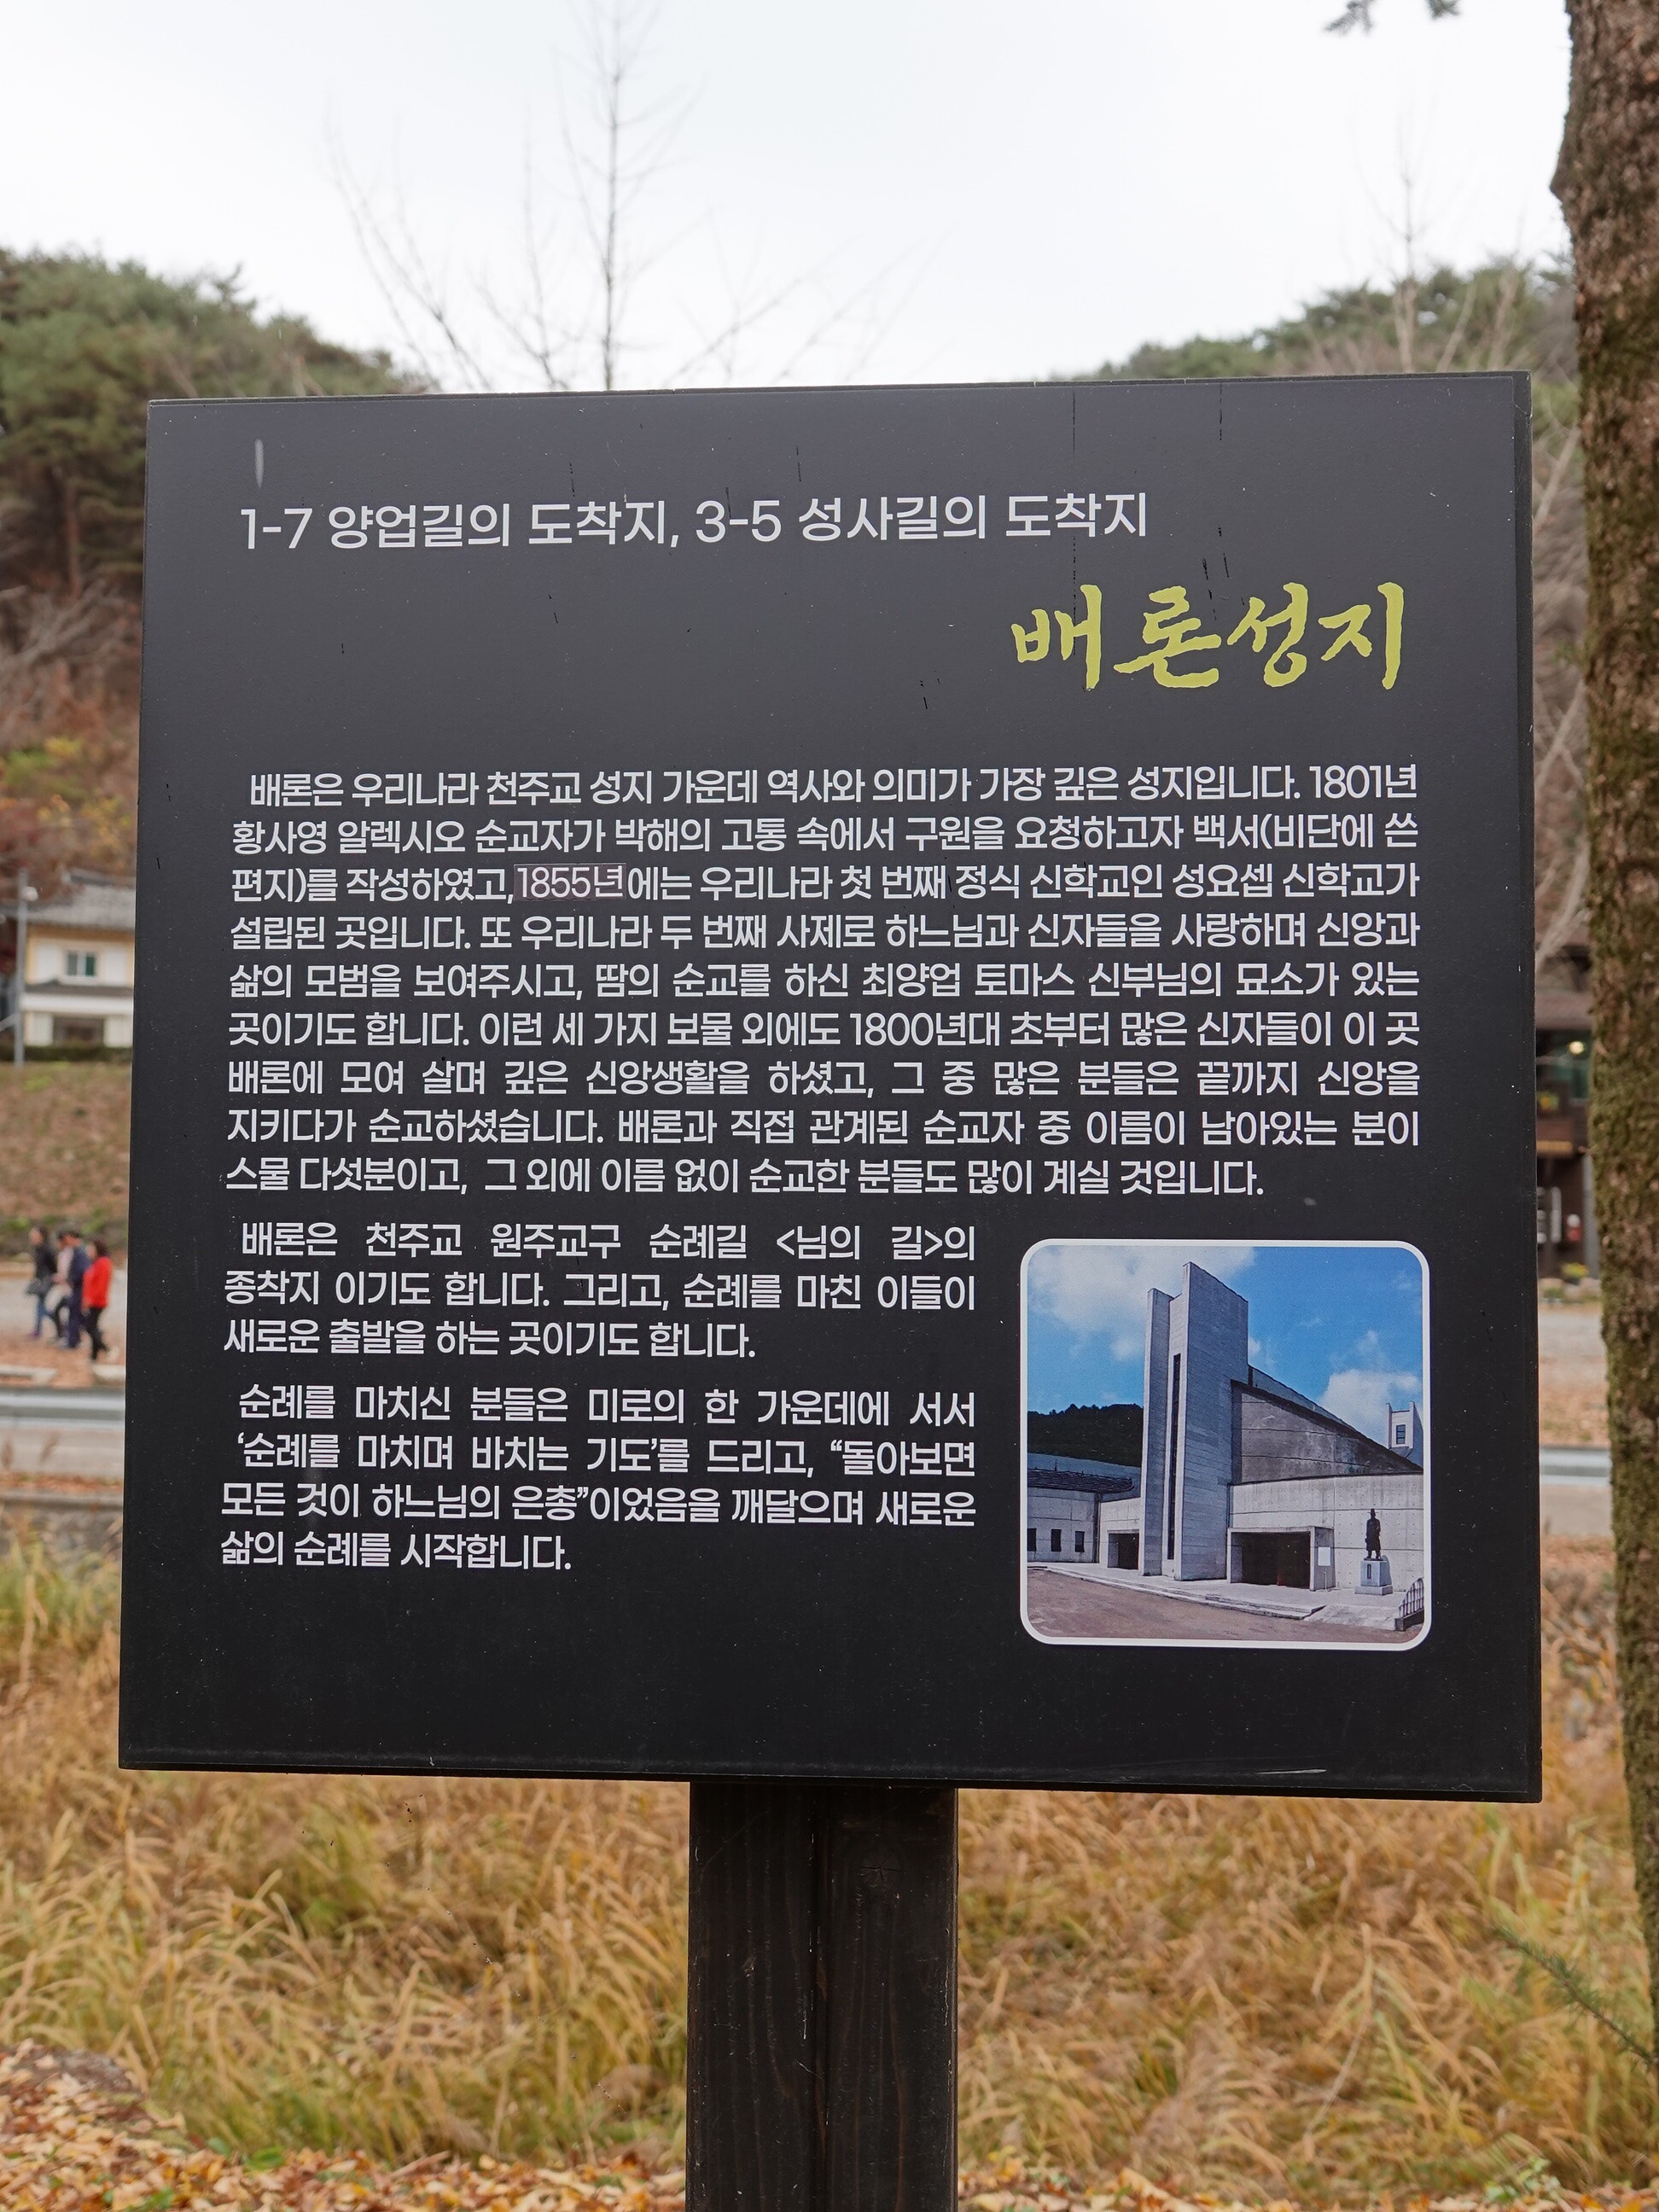 1-7 양업길의 도착지, 3-5 성사길의 도착지
배론성지
배론은 우리나라 천주교 성지 가운데 역사와 의미가 가장 깊은 성지입니다. 1801년
황사영 알렉시오 순교자가 박해의 고통 속에서 구원을 요청하고자 백서(비단에 쓴
편지)를 작성하였고, 1855년에는 우리나라 첫 번째 정식 신학교인 성요셉 신학교가
설립된 곳입니다. 또 우리나라 두 번째 사제로 하느님과 신자들을 사랑하며 신앙과
삶의 모범을 보여주시고, 땀의 순교를 하신 최양업 토마스 신부님의 묘소가 있는
곳이기도 합니다. 이런 세 가지 보물 외에도 1800년대 초부터 많은 신자들이 이 곳
배론에 모여 살며 깊은 신앙생활을 하셨고, 그 중 많은 분들은 끝까지 신앙을
지키다가 순교하셨습니다. 배론과 직접 관계된 순교자 중 이름이 남아있는 분이
스물 다섯분이고, 그 외에 이름 없이 순교한 분들도 많이 계실 것입니다.
배론은 천주교 원주교구 순례길 <님의 길>의
종착지 이기도 합니다. 그리고, 순례를 마친 이들이
새로운 출발을 하는 곳이기도 합니다.
순례를 마치신 분들은 미로의 한 가운데에 서서
‘순례를 마치며 바치는 기도’를 드리고, “돌아보면
모든 것이 하느님의 은총”이었음을 깨달으며 새로운
삶의 순례를 시작합니다.